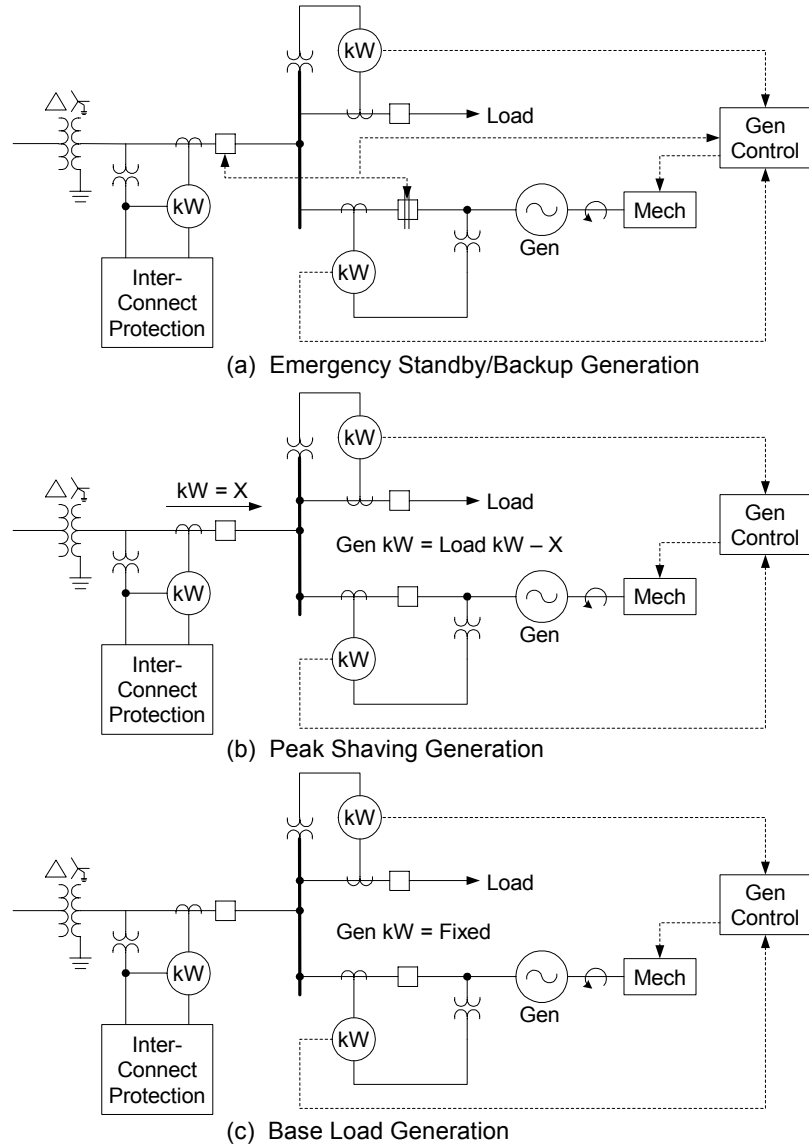 kW
Load
Gen
Control
kW
Mech
Gen
kW
Inter-
Connect
Protection
(a) Emergency Standby/Backup Generation
kW
kW = X
Load
Gen
Control
Gen kW = Load kW – X
kW
Mech
Gen
kW
Inter-
Connect
Protection
(b) Peak Shaving Generation
kW
Load
Gen
Control
Gen kW = Fixed
kW
Mech
Gen
kW
Inter-
Connect
Protection
(c) Base Load Generation